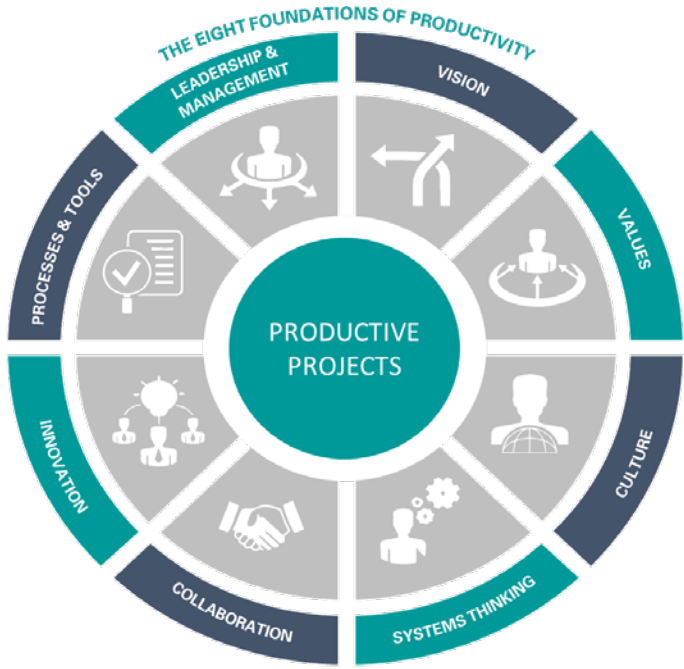 THE EIGHT FOUNDATIONS OF PRODUCTIVITY
LEADERSHIP &
MANAGEMENT
VISION
VALUES
CULTURE
SYSTEMS THINKING
COLLABORATION
INNOVATION
PROCESSES & TOOLS
PRODUCTIVE
PROJECTS